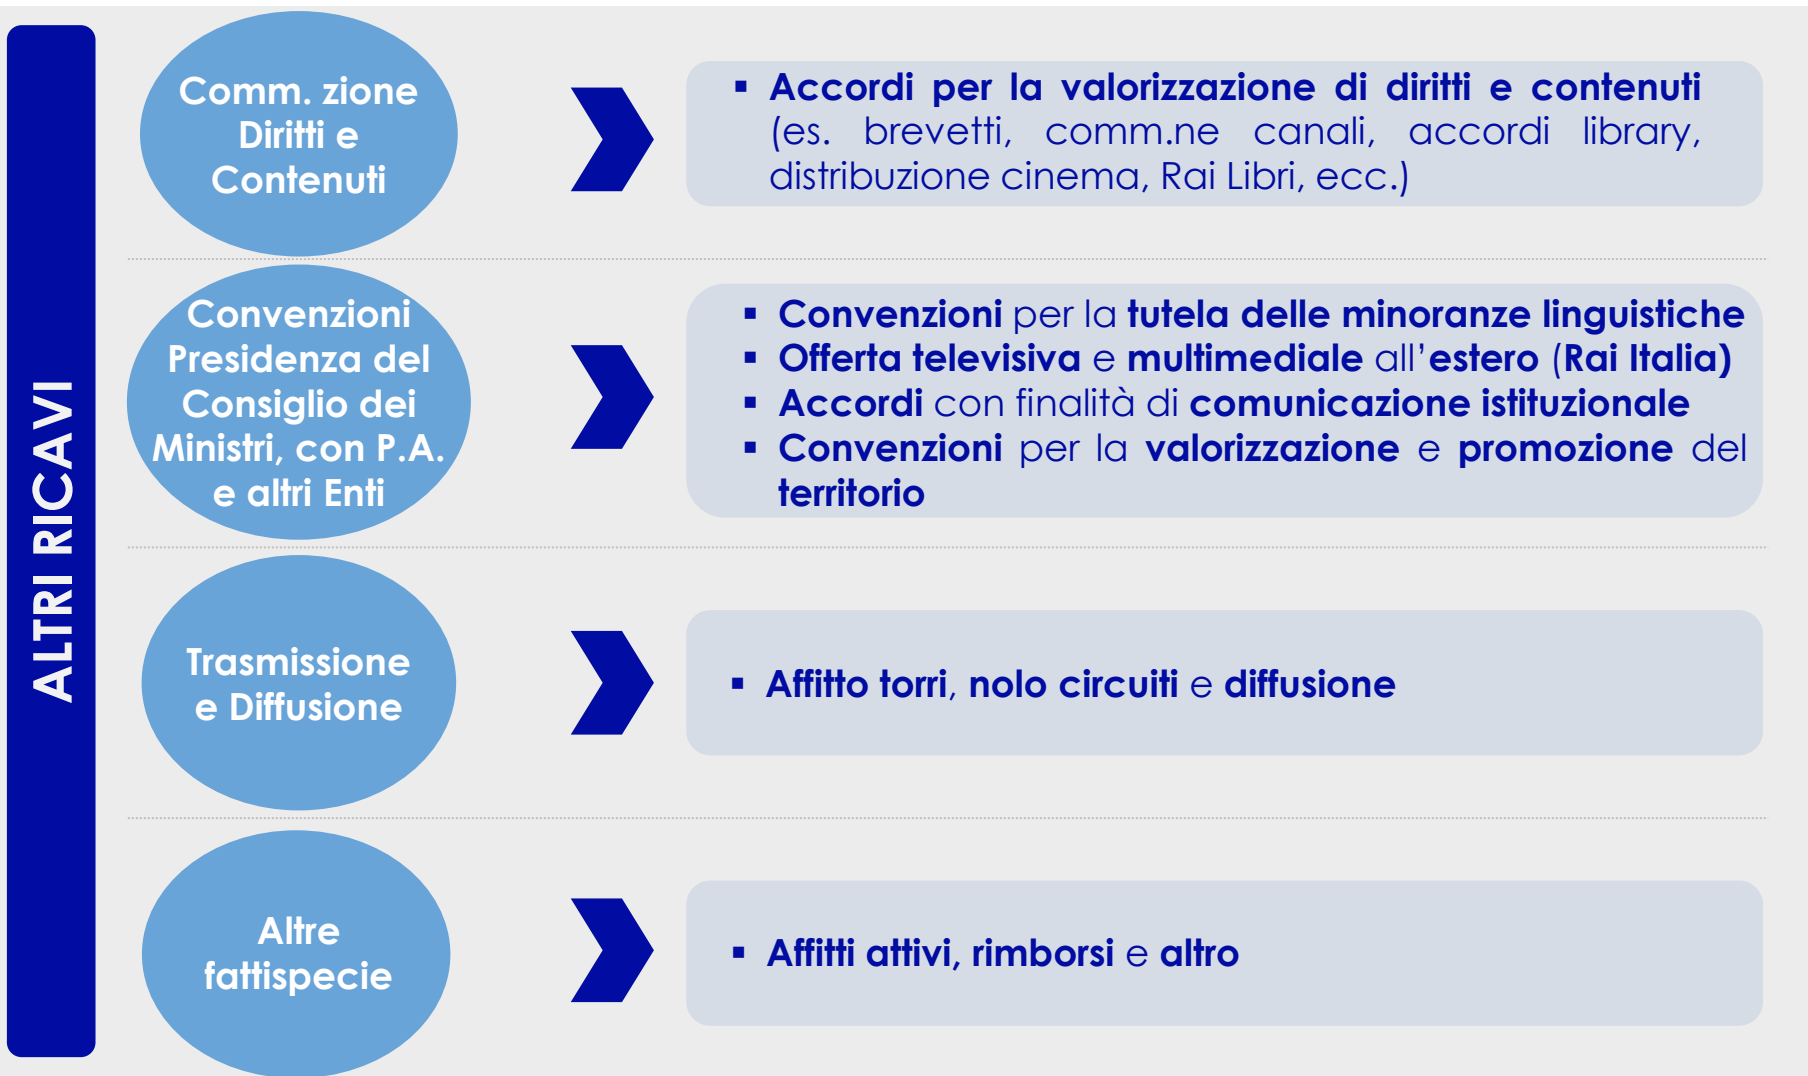 ALTRI RICAVI
Comm. zione
Diritti e
Contenuti
▪ Accordi per la valorizzazione di diritti e contenuti
(es. brevetti, comm.ne canali, accordi library,
distribuzione cinema, Rai Libri, ecc.)
Convenzioni
Presidenza del
Consiglio dei
Ministri, con P.A.
e altri Enti
▪ Convenzioni per la tutela delle minoranze linguistiche
▪ Offerta televisiva e multimediale all’estero (Rai Italia)
▪ Accordi con finalità di comunicazione istituzionale
▪ Convenzioni per la valorizzazione e promozione del
territorio
Trasmissione
e Diffusione
▪ Affitto torri, nolo circuiti e diffusione
Altre
fattispecie
▪ Affitti attivi, rimborsi e altro